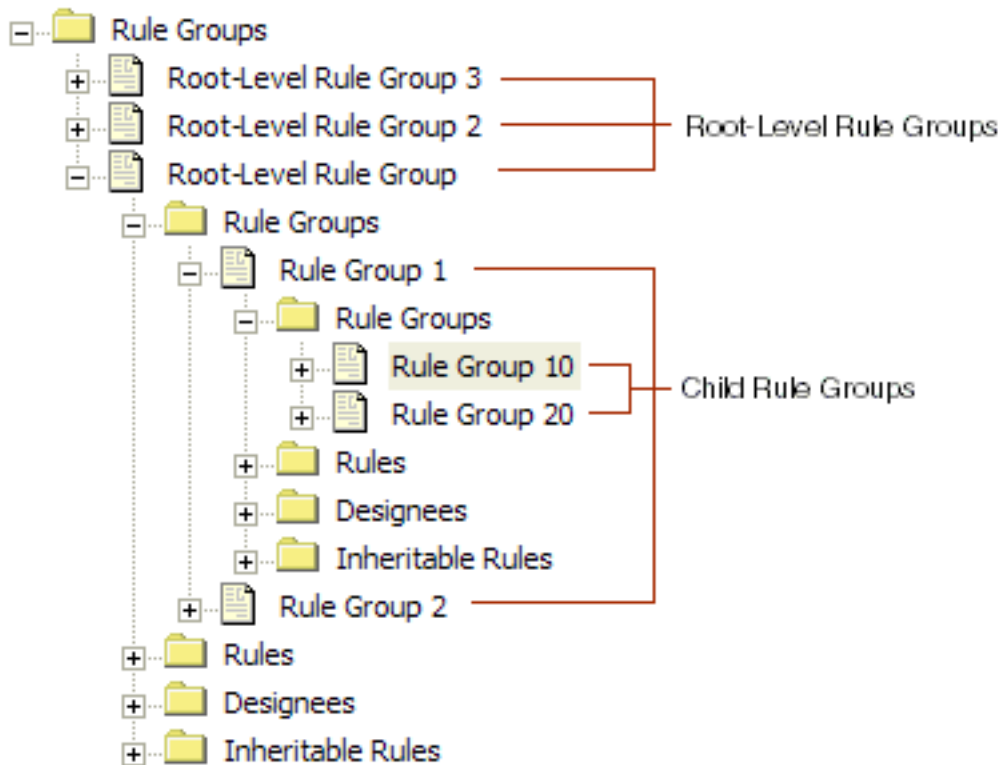 Rule Groups
Root-Level Rule Group 3
Root-Level Rule Group 2
Root-Level Rule Groups
Root-Level Rule Group
Rule Groups
Rule Group 1
Rule Groups
Rule Group 10
Child Rule Groups
Rule Group 20
Rules
Designees
Inheritable Rules
Rule Group 2
Rules
Designees
Inheritable Rules